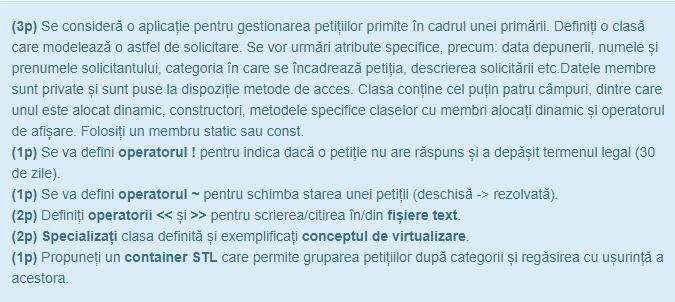 (3p) Se consideră o aplicație pentru gestionarea petițiilor primite în cadrul unei primării. Definiți o clasă
care modelează o astfel de solicitare. Se vor urmări atribute specifice, precum: data depunerii, numele și
prenumele solicitantului, categoria în care se încadrează petiția, descrierea solicitării etc.Datele membre
sunt private și sunt puse la dispoziție metode de acces. Clasa conține cel puțin patru câmpuri, dintre care
unul este alocat dinamic, constructori, metodele specifice claselor cu membri alocați dinamic și operatorul
de afișare. Folosiți un membru static sau const.
(1p) Se va defini operatorul ! pentru indica dacă o petiție nu are răspuns și a depășit termenul legal (30
de zile).
(1p) Se va defini operatorul ~ pentru schimba starea unei petiții (deschisă -> rezolvată).
(2p) Definiți operatorii << și >> pentru scrierea/citirea în/din fișiere text.
(2p) Specializați clasa definită și exemplificați conceptul de virtualizare.
(1p) Propuneți un container STL care permite gruparea petițiilor după categorii și regăsirea cu ușurință a
acestora.